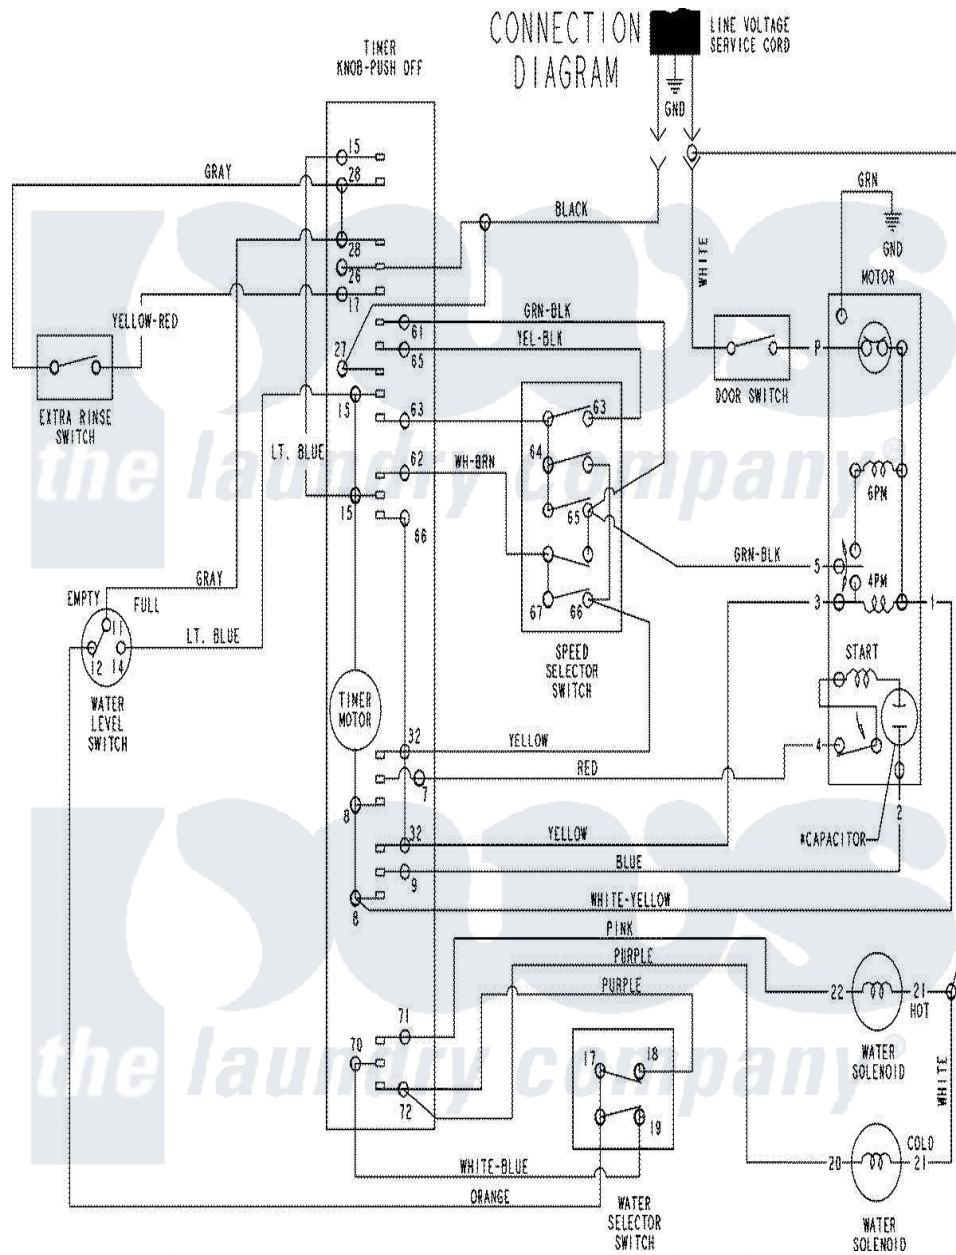 CONNECTION
DIAGRAM
LINE VOLTAGE
SERVICE CORD
GND
TIMER
KNOB-PUSH OFF
15
GRAY
28
GRN
BLACK
28
WHITE
GND
26
MOTOR
17
YELLOW-RED
GRN-BLK
61
YEL-BLK
27
65
P
DOOR SWITCH
EXTRA RINSE
SWITCH
15
63
63
LT. BLUE
64
62
WH-BRN
6PM
15
65
66
GRN-BLK
5
GRAY
4PM
EMPTY
FULL
67
66
3
1
11
LT. BLUE
12
14
SPEED
SELECTOR
SWITCH
START
WATER
LEVEL
SWITCH
TIMER
MOTOR
32
YELLOW
4
RED
7
8
2
32
YELLOW
*CAPACITOR
BLUE
9
WHITE-YELLOW
8
PINK
PURPLE
PURPLE
22
21
HOT
71
70
17
18
WATER
SOLENOID
WHITE
72
19
COLD
20
21
WHITE-BLUE
ORANGE
WATER
SELECTOR
SWITCH
WATER
SOLENOID
the laundry company®
the laundry company®